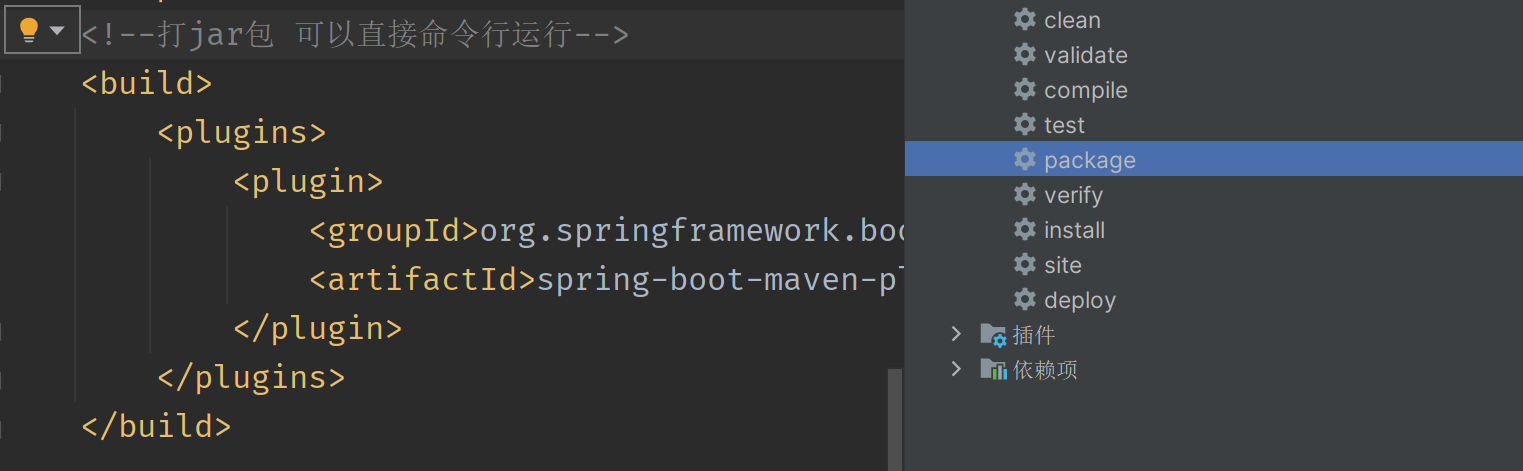 <!--打jar包 可以直接命令行运行-->
<build>
<plugins>
<plugin>
<groupId>org.springframework.boo
<artifactId>spring-boot-maven-pl
</plugin>
</plugins>
</build>
clean
validate
compile
test
package
verify
install
site
deploy
插件
依赖项